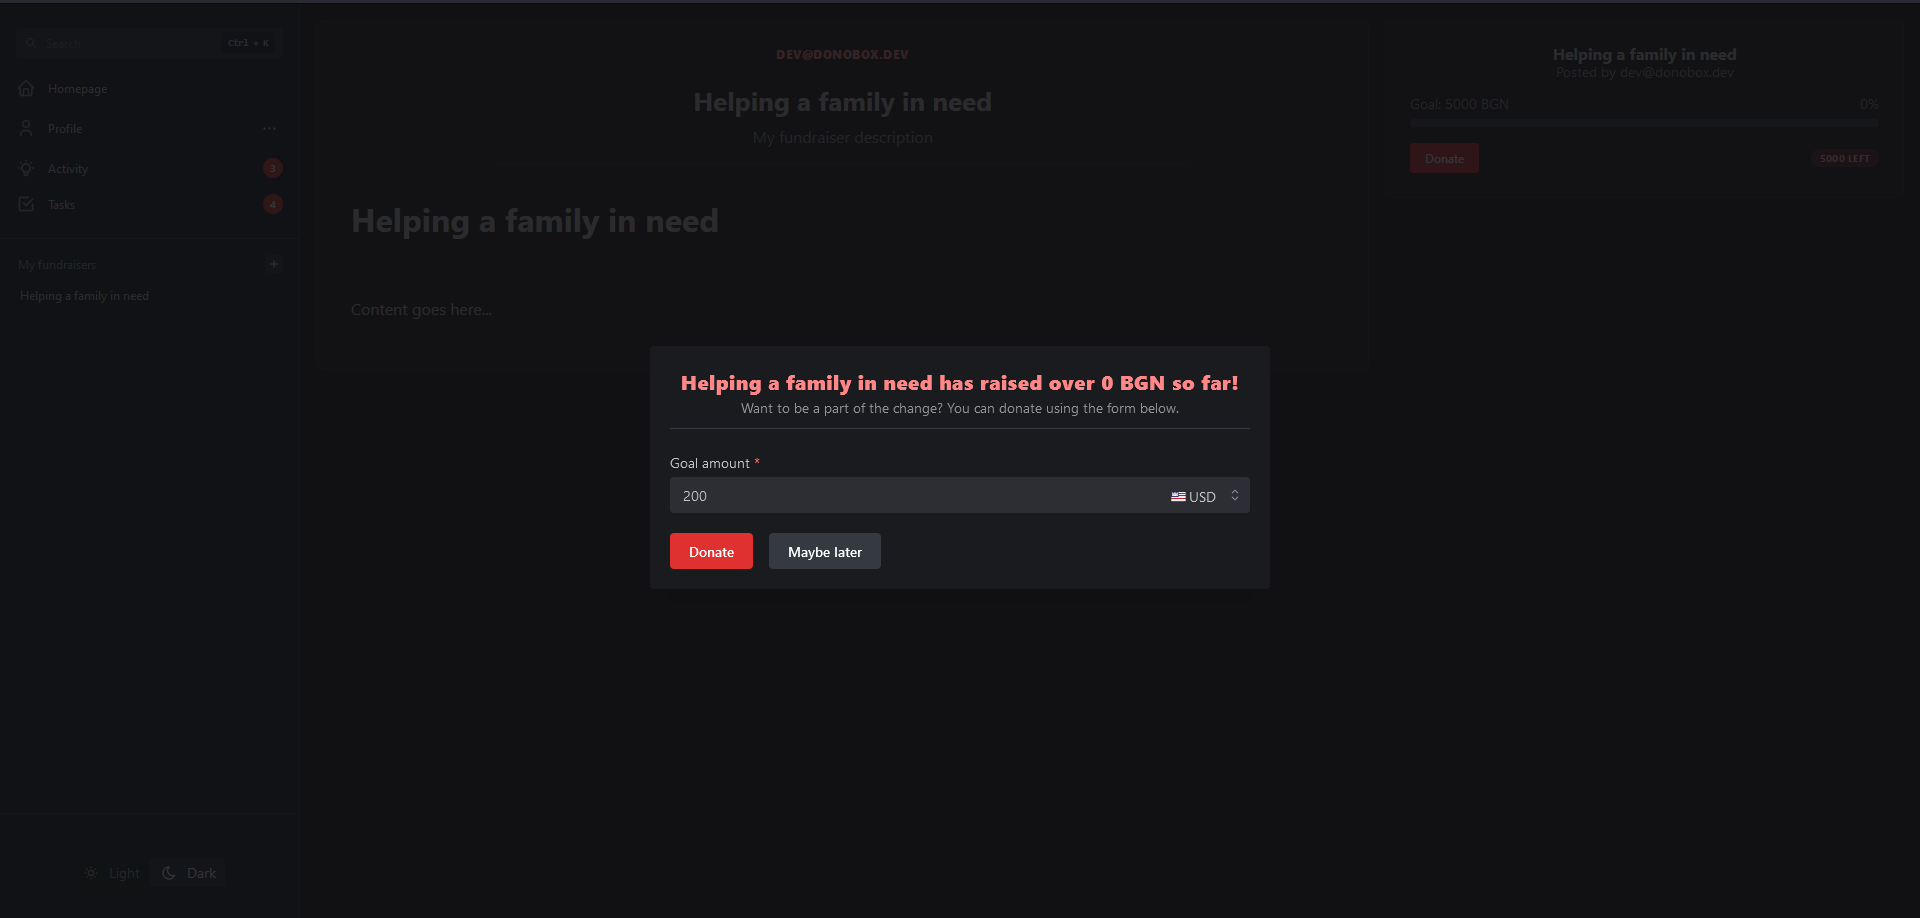 Search
Ctrl + K
Homepage
Profile
Activity
3
Tasks
4
My fundraisers
+
Helping a family in need
Light
Dark
DEV@DONOBOX.DEV
Helping a family in need
My fundraiser description
Helping a family in need
Content goes here...
Helping a family in need
Posted by dev@donobox.dev
Goal: 5000 BGN
0%
Donate
5000 LEFT
Helping a family in need has raised over 0 BGN so far!
Want to be a part of the change? You can donate using the form below.
Goal amount *
200
USD
Donate
Maybe later